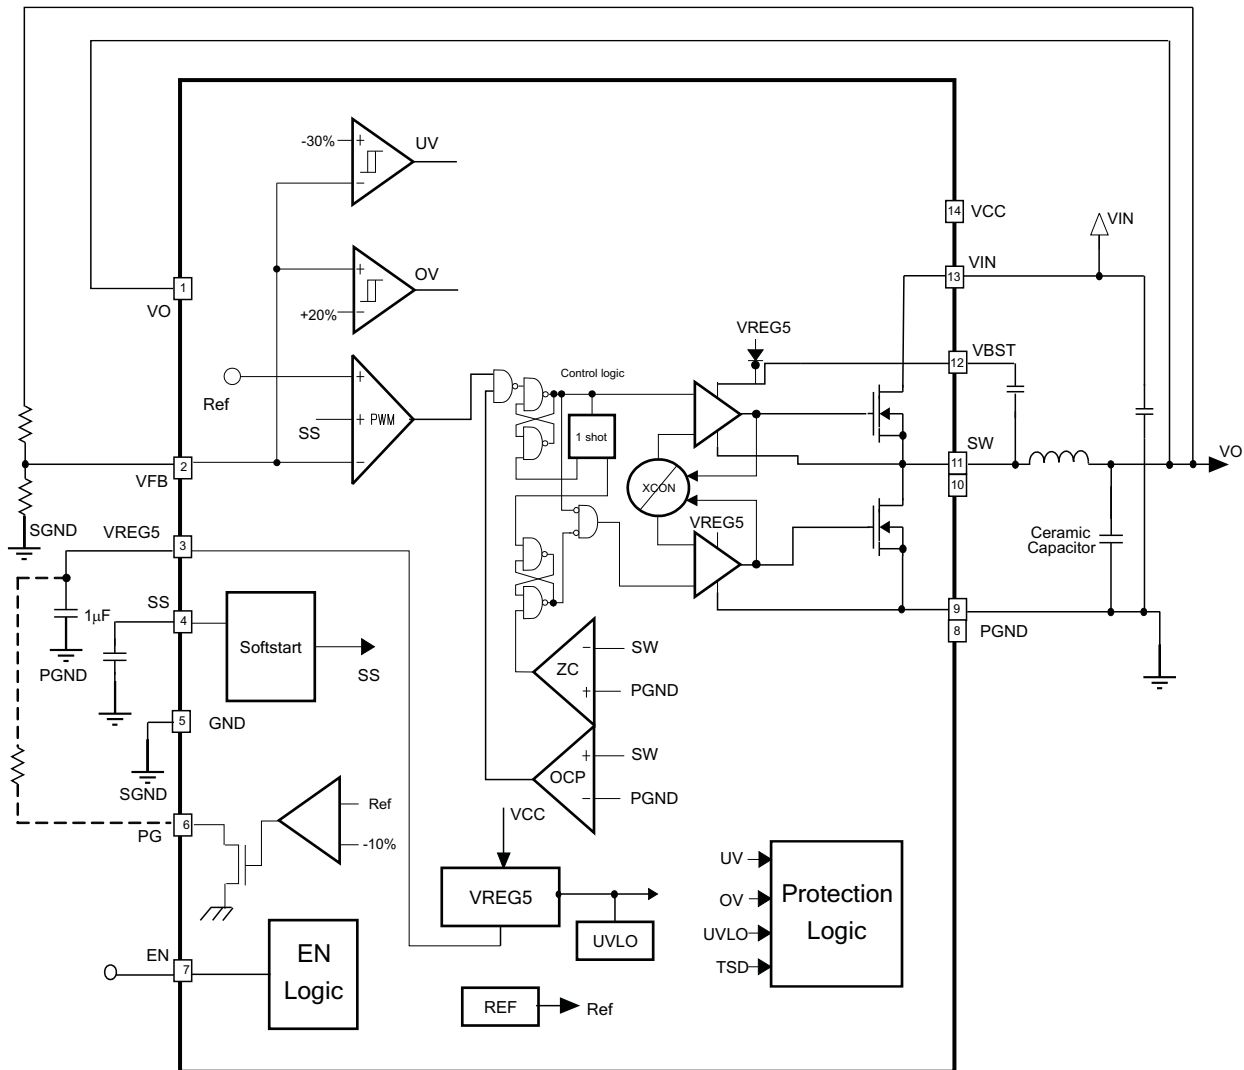 -30%
+
UV
−
14
VCC
VIN
+
OV
1
VO
+20%
−
VIN
13
VREG5
VBST
12
Control logic
Ref
+
SS
+
PWM
1 shot
SW
VFB
2
−
11
10
VO
XCON
SGND
VREG5
3
VREG5
Ceramic
Capacitor
1μF
SS
4
Softstart
SS
9
8
PGND
PGND
−
SW
ZC
+
PGND
5
GND
SGND
+
SW
OCP
−
PGND
PG
6
Ref
-10%
VCC
VREG5
UVLO
UV
OV
UVLO
TSD
Protection
Logic
EN
7
EN
Logic
REF
Ref